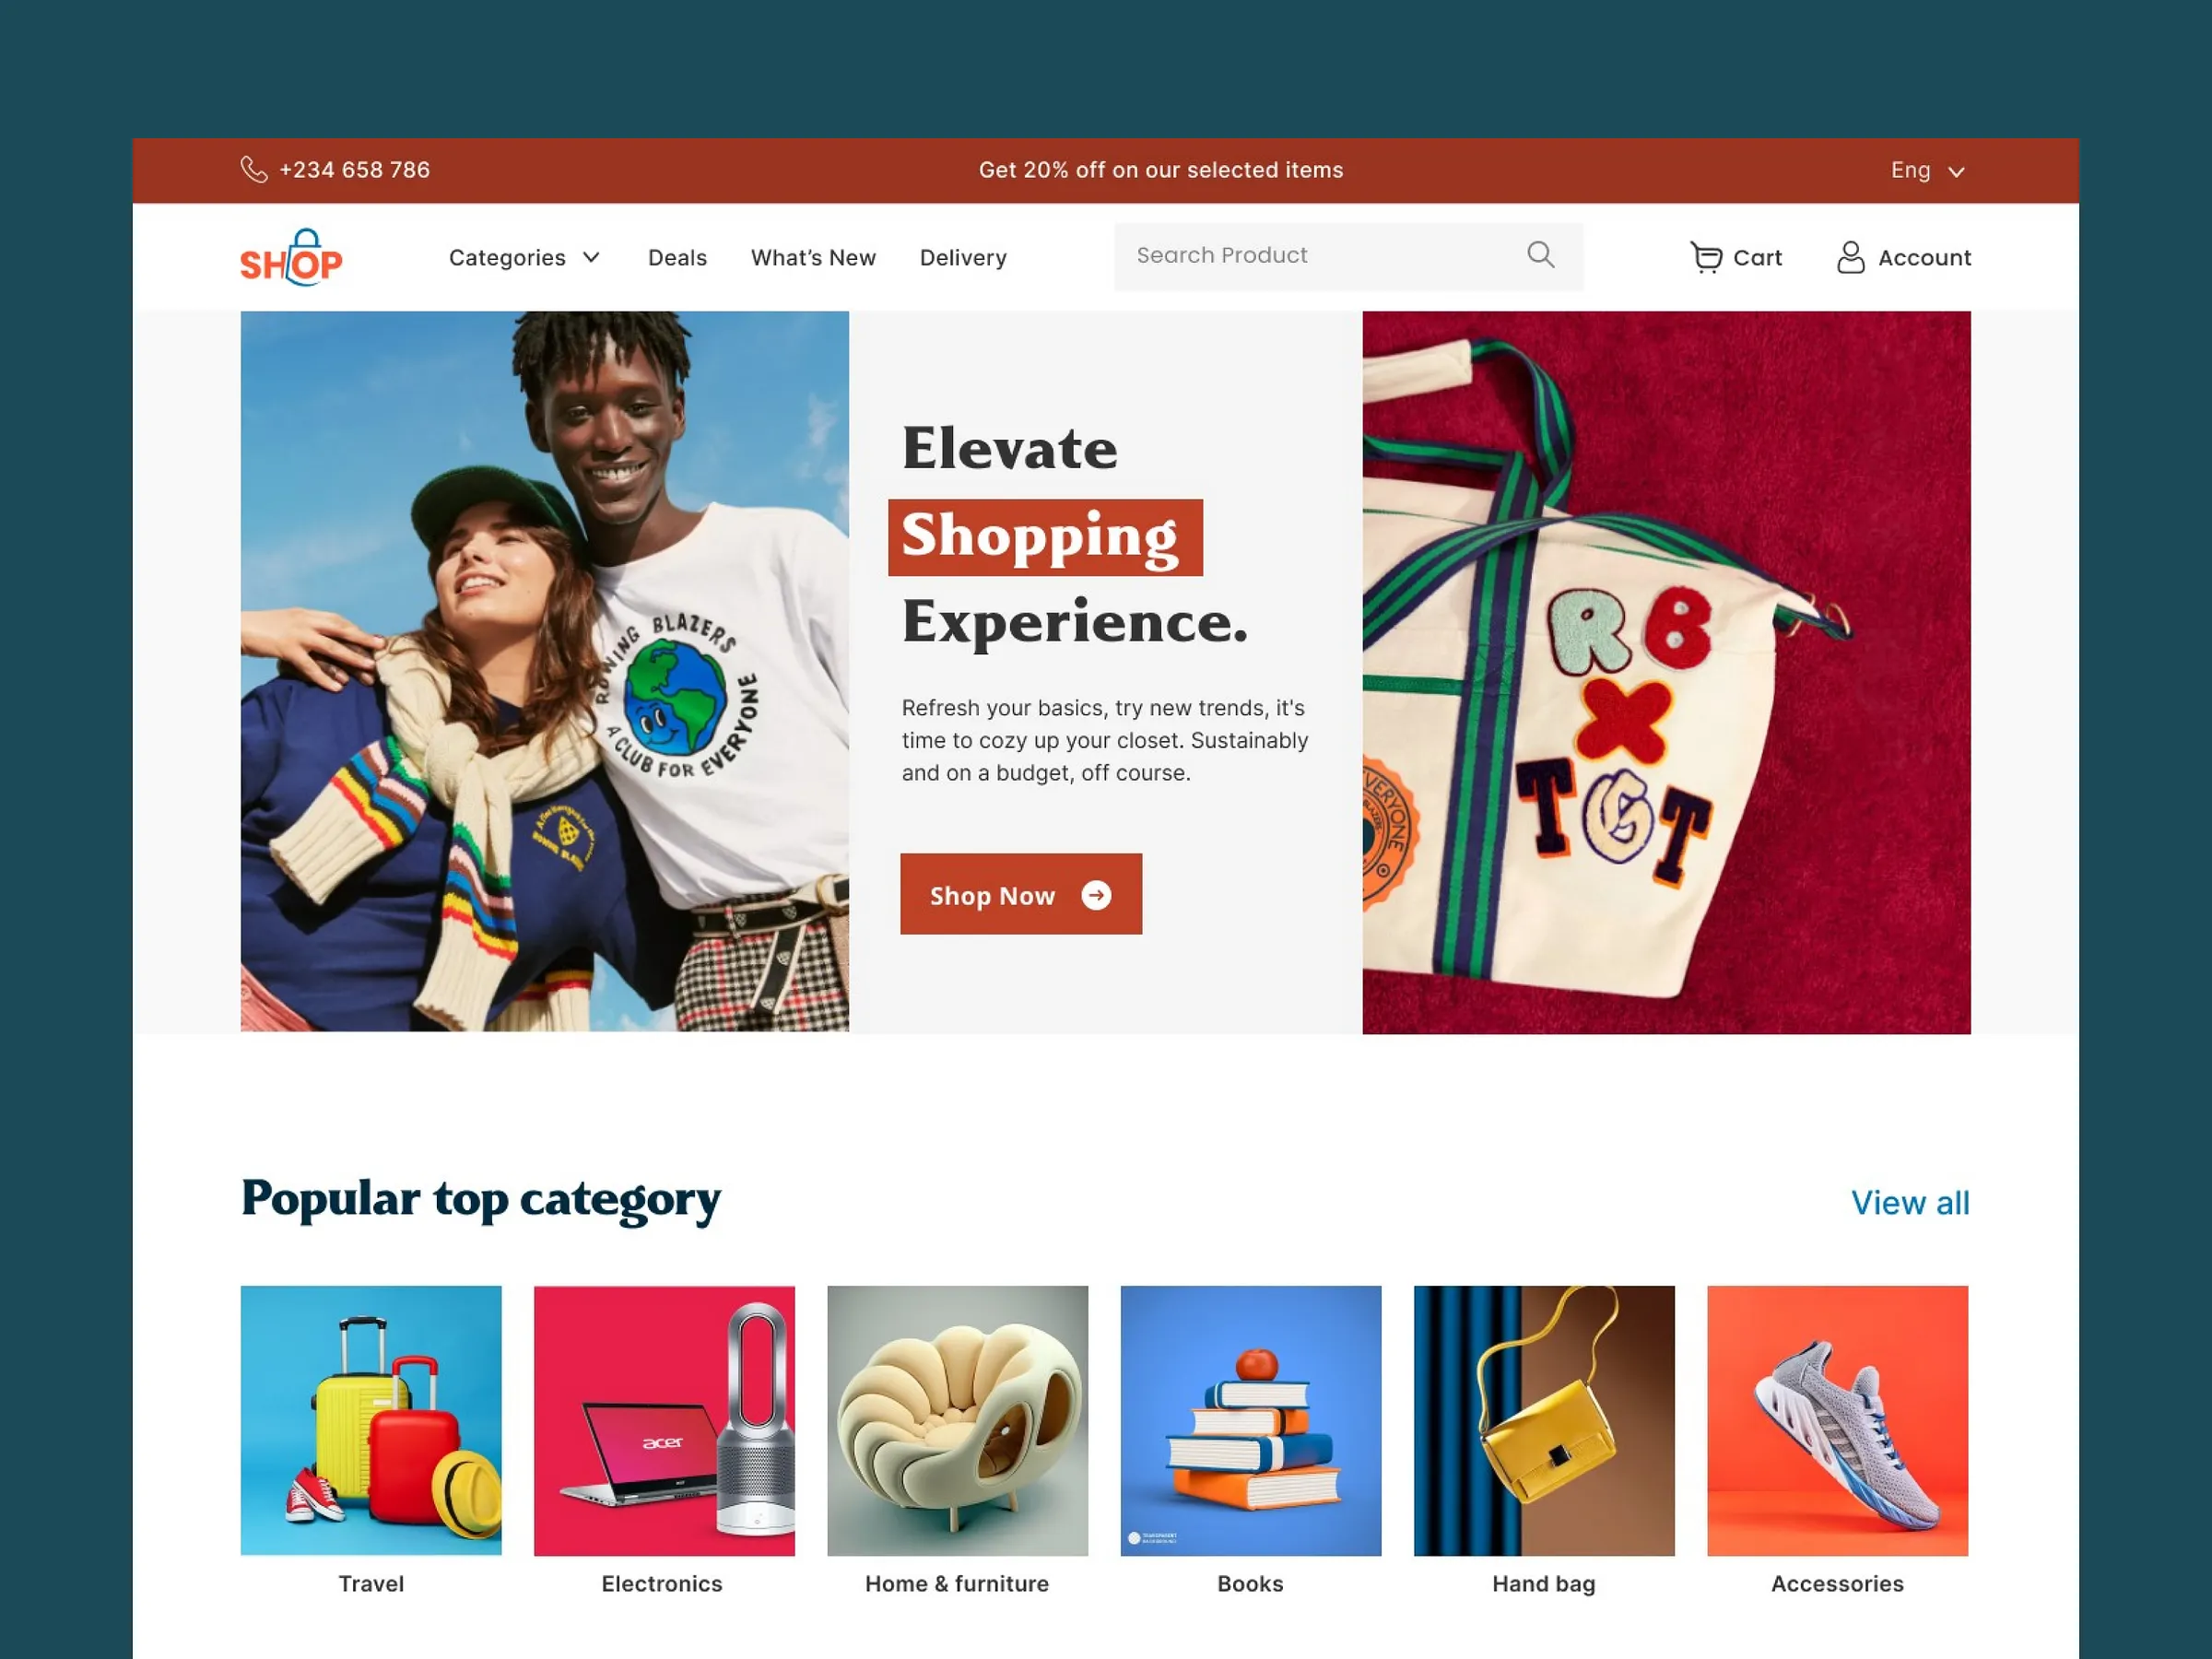 +234 658 786
Get 20% off on our selected items
Eng
SHOP
Categories
Deals
What’s New
Delivery
Search Product
Cart
Account
ROWING BLAZERS
A CLUB FOR EVERYONE
Elevate
Shopping
Experience.
Refresh your basics, try new trends, it's
time to cozy up your closet. Sustainably
and on a budget, off course.
Shop Now
RB
X
TGT
EVERYONE
Popular top category
View all
acer
Travel
Electronics
Home & furniture
Books
Hand bag
Accessories